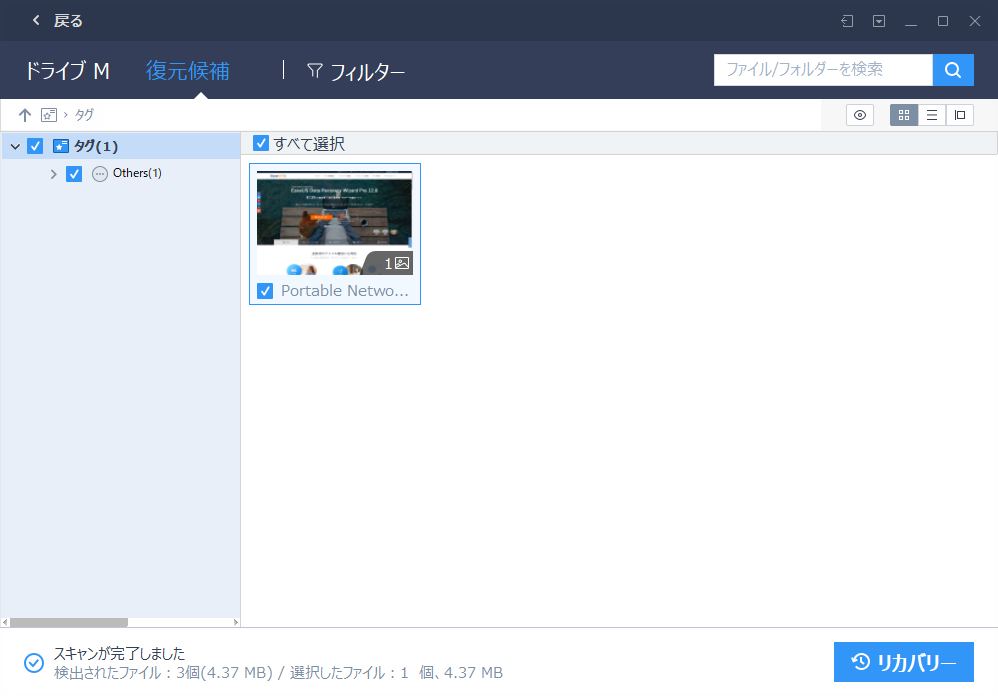 戻る
ドライブ M
復元候補
フィルター
ファイル/フォルダーを検索
タグ
タグ(1)
Others(1)
すべて選択
EaseUS Data Recovery Wizard Pro 12.8
1
Portable Netwo...
スキャンが完了しました
検出されたファイル：3個(4.37 MB) / 選択したファイル：1 個、4.37 MB
リカバリー